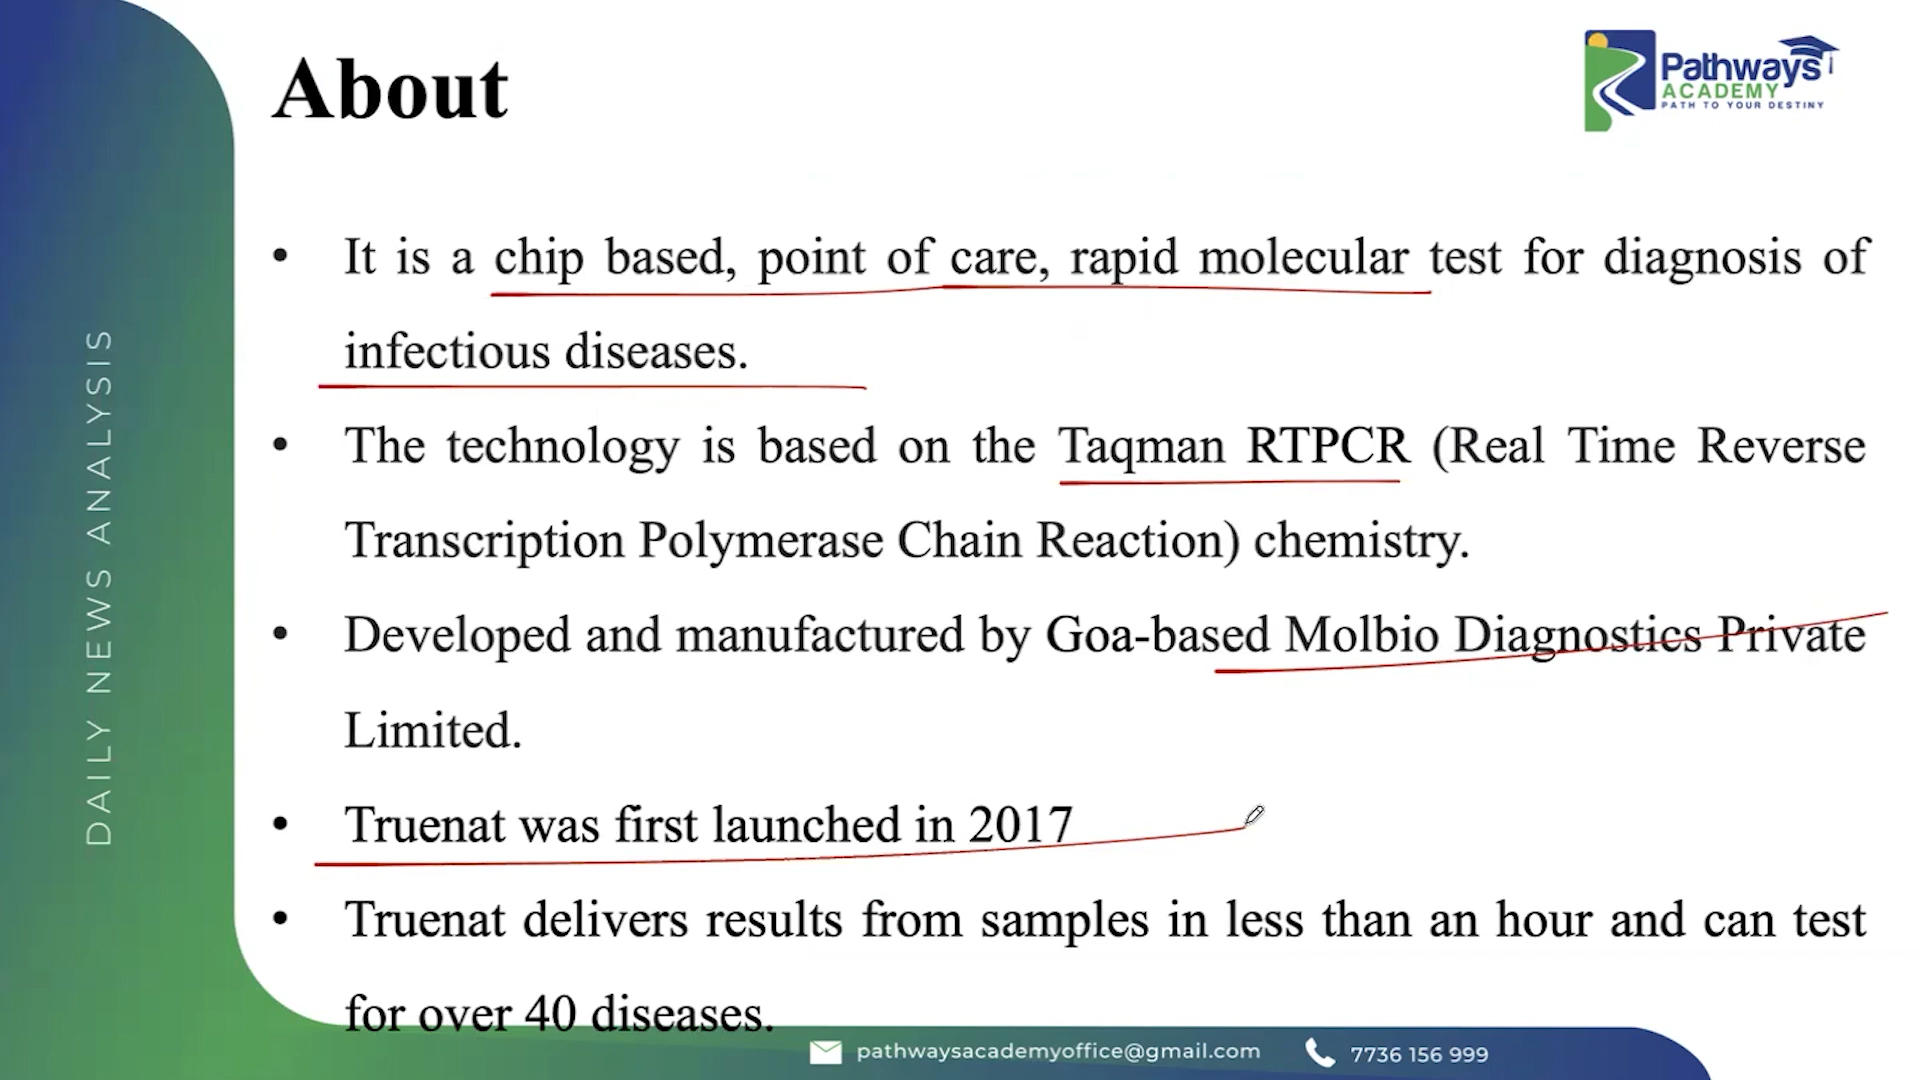 About
Pathways
ACADEMY
PATH TO YOUR DESTINY
• It is a chip based, point of care, rapid molecular test for diagnosis of
infectious diseases.
• The technology is based on the Taqman RTPCR (Real Time Reverse
Transcription Polymerase Chain Reaction) chemistry.
• Developed and manufactured by Goa-based Molbio Diagnostics Private
Limited.
• Truenat was first launched in 2017
• Truenat delivers results from samples in less than an hour and can test
for over 40 diseases.
DAILY NEWS ANALYSIS
pathwaysacademyoffice@gmail.com
7736 156 999